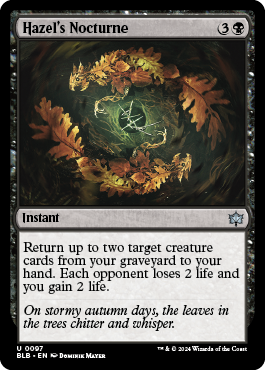 Hazel's Nocturne 3
Instant
Return up to two target creature
cards from your graveyard to your
hand. Each opponent loses 2 life and
you gain 2 life.
On stormy autumn days, the leaves in
the trees chitter and whisper.
U 0097
BLB • EN Dominik Mayer
™ & © 2024 Wizards of the Coast